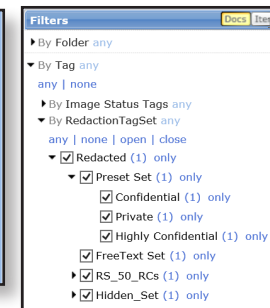 Filters Docs
By Folder any
By Tag any
any | none
By Image Status Tags any
By RedactionTagSet any
any | none | open | close
Redacted (1) only
Preset Set (1) only
Confidential (1) only
Private (1) only
Highly Confidential (1) only
FreeText Set (1) only
RS_50_RCs (1) only
Hidden_Set (1) only